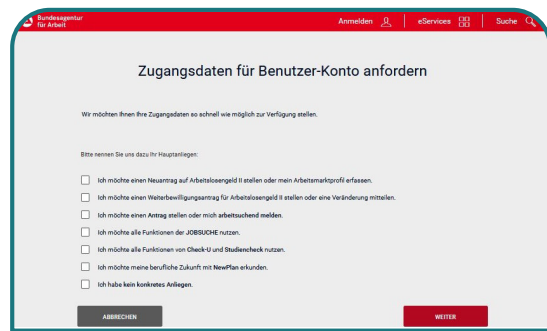 Bundesagentur
für Arbeit
Anmelden
eServices
Suche
Zugangsdaten für Benutzer-Konto anfordern
Wir möchten Ihnen Ihre Zugangsdaten so schnell wie möglich zur Verfügung stellen.
Bitte nennen Sie uns dazu Ihr Hauptanliegen:
Ich möchte einen Neuantrag auf Arbeitslosengeld II stellen oder mein Arbeitsmarktprofil erfassen.
Ich möchte einen Weiterbewilligungsantrag für Arbeitslosengeld II stellen oder eine Veränderung mitteilen.
Ich möchte einen Antrag stellen oder mich arbeitsuchend melden.
Ich möchte alle Funktionen der JOBSUCHE nutzen.
Ich möchte alle Funktionen von Check-U und Studiencheck nutzen.
Ich möchte meine berufliche Zukunft mit NewPlan erkunden.
Ich habe kein konkretes Anliegen.
ABBRECHEN
WEITER